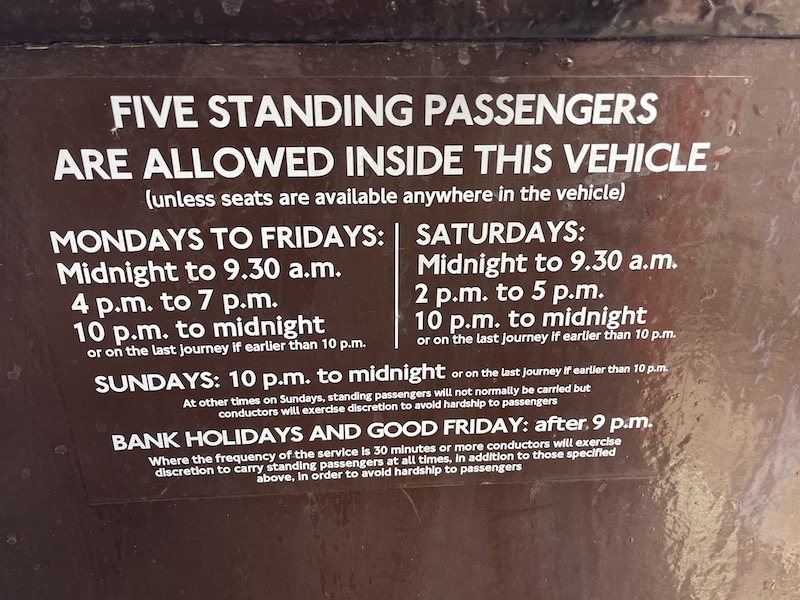 FIVE STANDING PASSENGERS
ARE ALLOWED INSIDE THIS VEHICLE
(unless seats are available anywhere in the vehicle)
MONDAYS TO FRIDAYS:
Midnight to 9.30 a.m.
4 p.m. to 7 p.m.
10 p.m. to midnight
or on the last journey if earlier than 10 p.m.
SATURDAYS:
Midnight to 9.30 a.m.
2 p.m. to 5 p.m.
10 p.m. to midnight
or on the last journey if earlier than 10 p.m.
SUNDAYS: 10 p.m. to midnight or on the last journey if earlier than 10 p.m.
At other times on Sundays, standing passengers will not normally be carried but
conductors will exercise discretion to avoid hardship to passengers
BANK HOLIDAYS AND GOOD FRIDAY: after 9 p.m.
Where the frequency of the service is 30 minutes or more conductors will exercise
discretion to carry standing passengers at all times, in addition to those specified
above, in order to avoid hardship to passengers